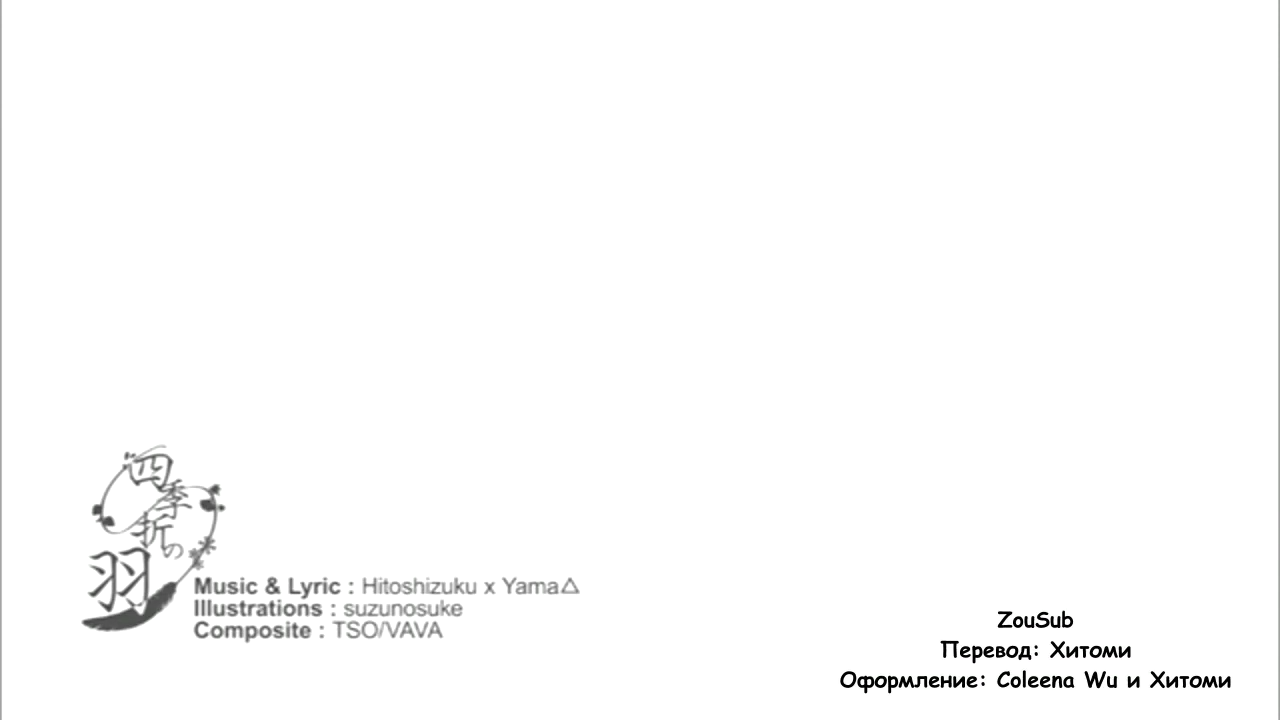 四季折の羽
Music & Lyric : Hitoshizuku x Yama△
Illustrations : suzunosuke
Composite : TSO/VAVA
ZouSub
Перевод: Хитоми
Оформление: Coleena Wu и Хитоми